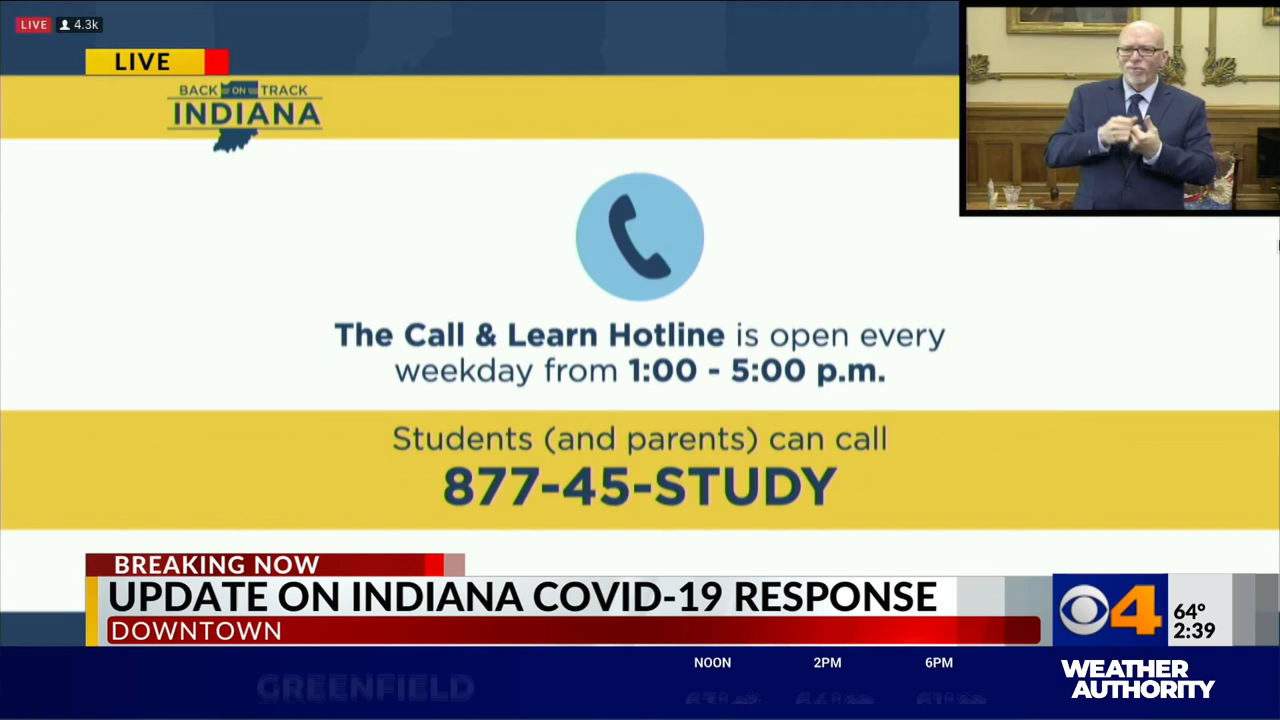 LIVE 4.3k
LIVE
BACK ON TRACK
INDIANA
The Call & Learn Hotline is open every
weekday from 1:00 - 5:00 p.m.
Students (and parents) can call
877-45-STUDY
BREAKING NOW
UPDATE ON INDIANA COVID-19 RESPONSE
DOWNTOWN
4
64°
2:39
NOON 2PM 6PM
GREENFIELD
WEATHER
AUTHORITY